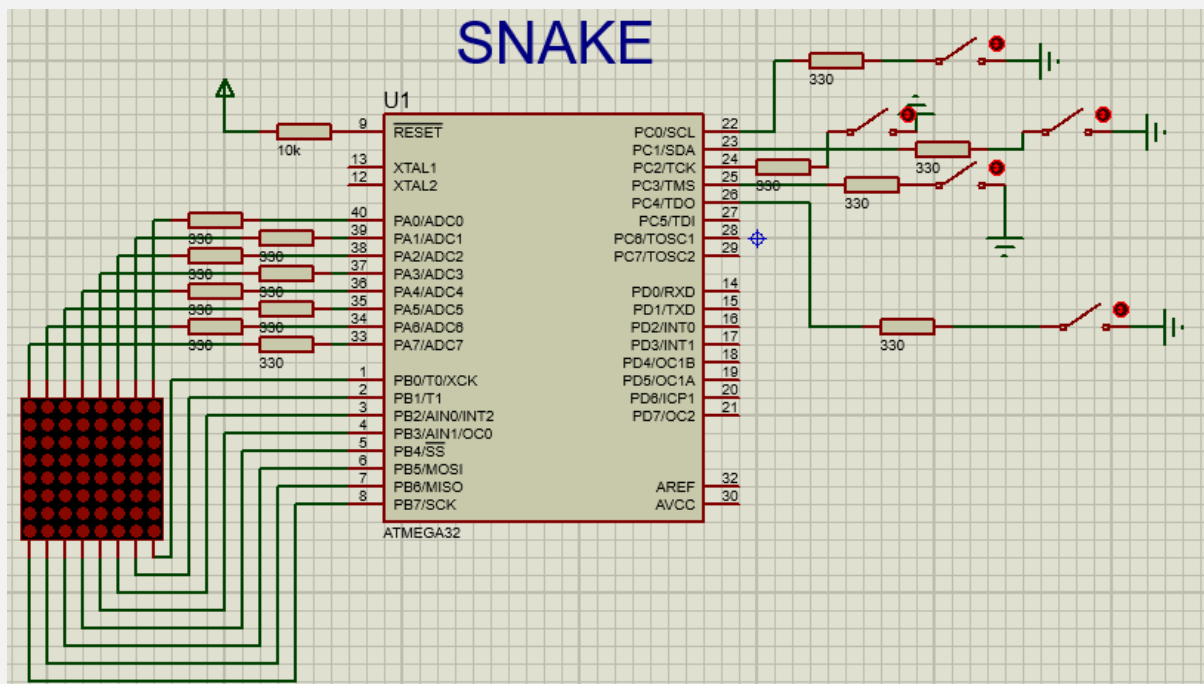 SNAKE
330
U1
9 RESET PC0/SCL 22
10k
PC1/SDA 23
330
13 XTAL1 PC2/TCK 24
330
12 XTAL2 PC3/TMS 25
330
PC4/TDO 26
40 PA0/ADC0 PC5/TDI 27
330
39 PA1/ADC1 PC6/TOSC1 28
330
38 PA2/ADC2 PC7/TOSC2 29
330
37 PA3/ADC3
330
36 PA4/ADC4 PD0/RXD 14
330
35 PA5/ADC5 PD1/TXD 15
330
34 PA6/ADC6 PD2/INT0 16
330
330
33 PA7/ADC7 PD3/INT1 17
330
PD4/OC1B 18
1 PB0/T0/XCK PD5/OC1A 19
2 PB1/T1 PD6/ICP1 20
3 PB2/AIN0/INT2 PD7/OC2 21
4 PB3/AIN1/OC0
5 PB4/SS
6 PB5/MOSI
7 PB6/MISO AREF 32
8 PB7/SCK AVCC 30
ATMEGA32